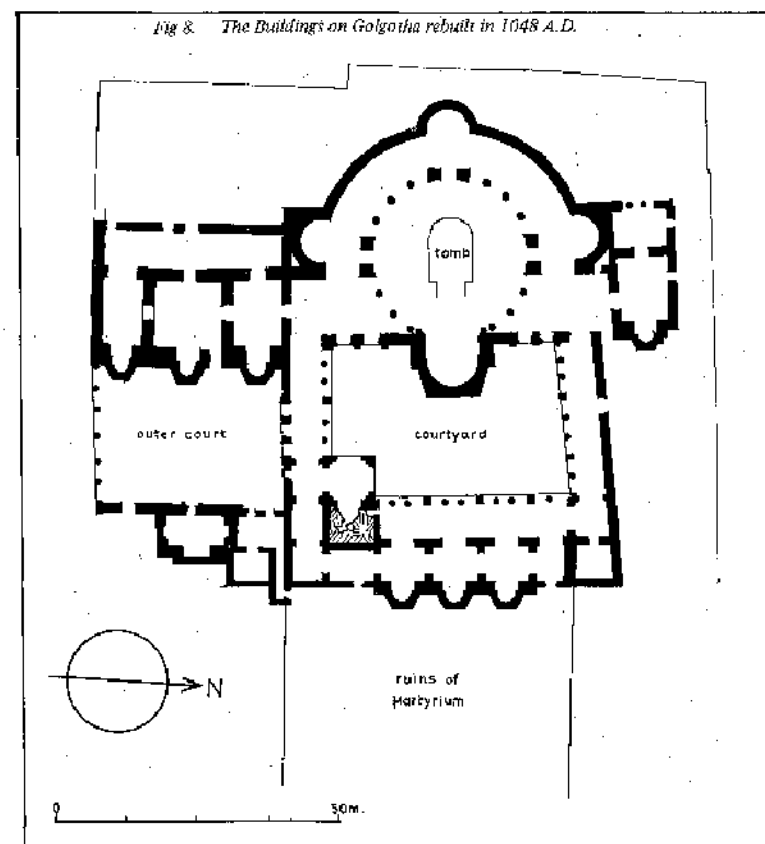 Fig 8. The Buildings on Golgotha rebuilt in 1048 A.D.
tomb
outer court
courtyard
N
ruins of
Martyrium
0
50m.